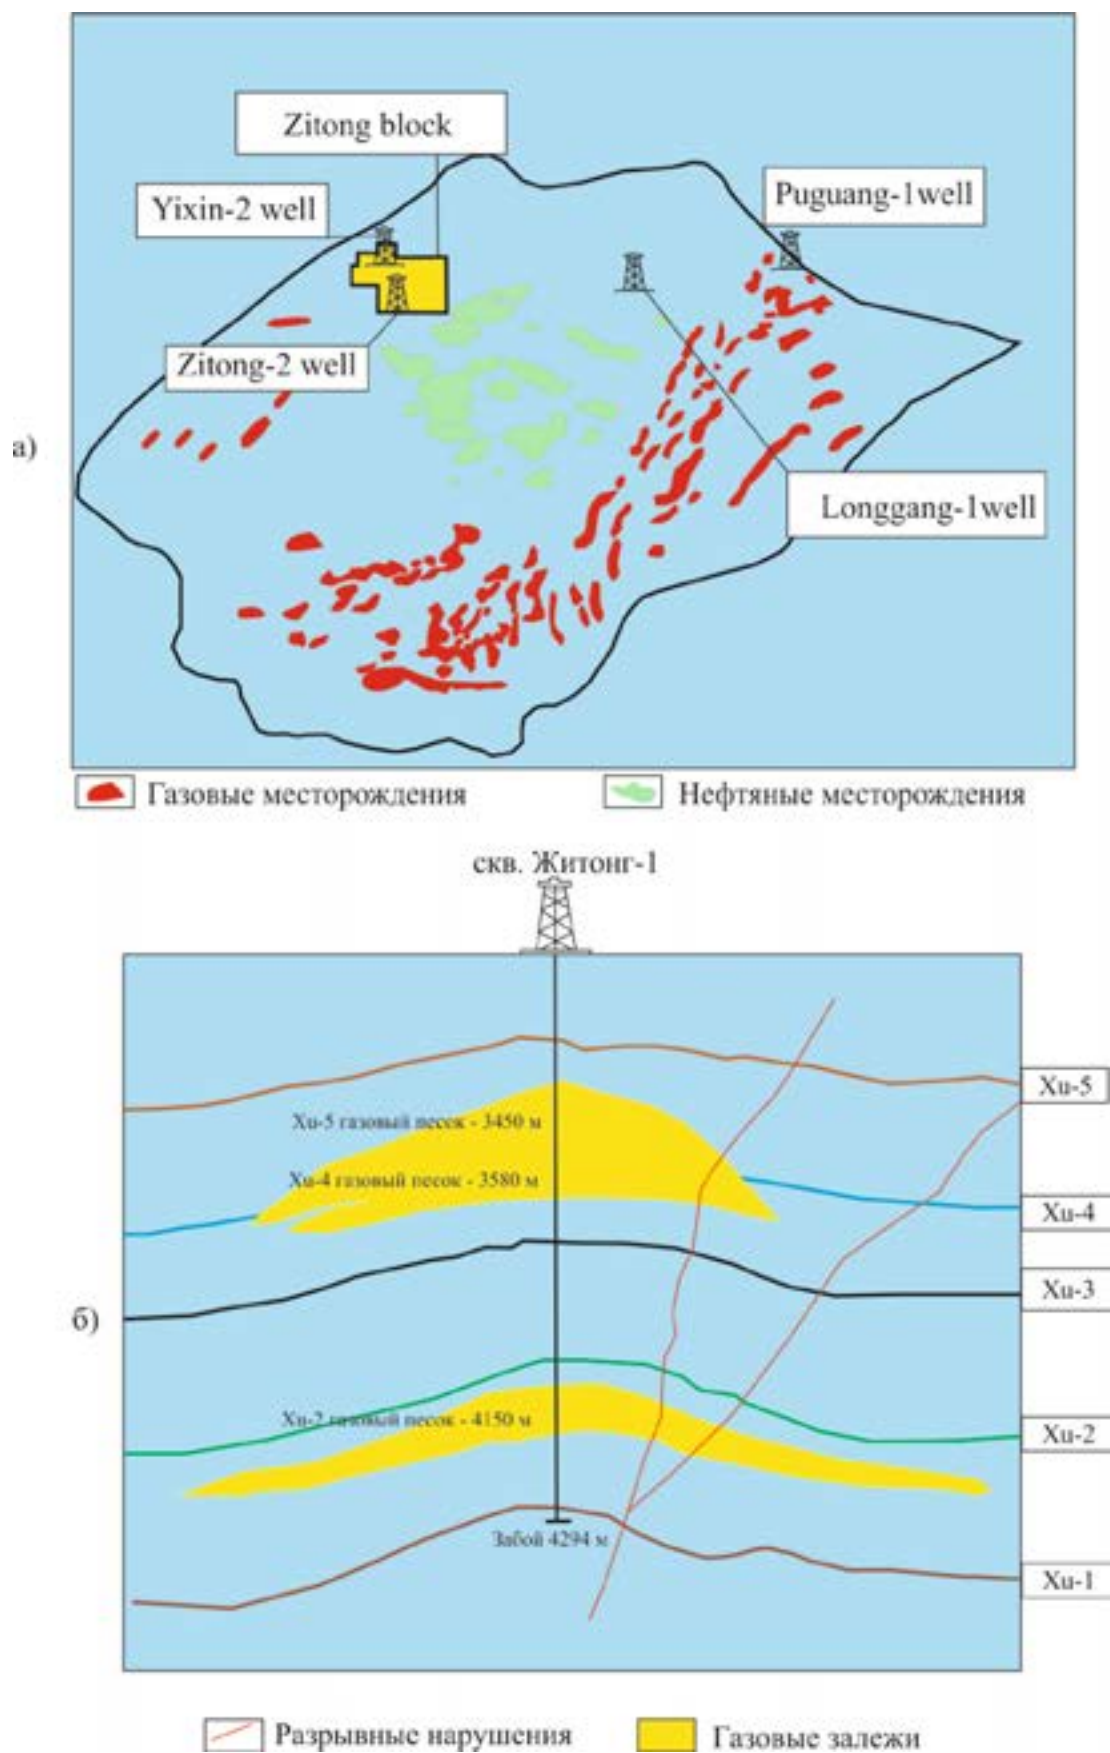 Zitong block
Yixin-2 well
Puguang-1well
Zitong-2 well
а)
Longgang-1well
Газовые месторождения
Нефтяные месторождения
скв. Житонг-1
Xu-5
Xu-5 газовый песок - 3450 м
Xu-4 газовый песок - 3580 м
Xu-4
Xu-3
б)
Xu-2 газовый песок - 4150 м
Xu-2
Забой 4294 м
Xu-1
Разрывные нарушения
Газовые залежи